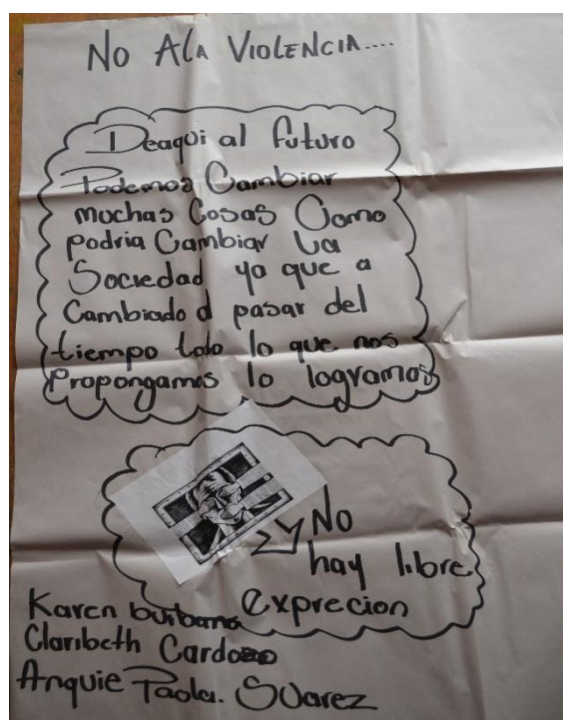 No Ala Violencia....
Deaqui al futuro
Podemos Cambiar
muchas Cosas Como
podria Cambiar La
Sociedad ya que a
Cambiado al pasar del
tiempo todo lo que nos
Propongamos lo logramos
No
hay libre
exprecion
Karen burbano
Claribeth Cardozo
Anquie Paola. Suarez